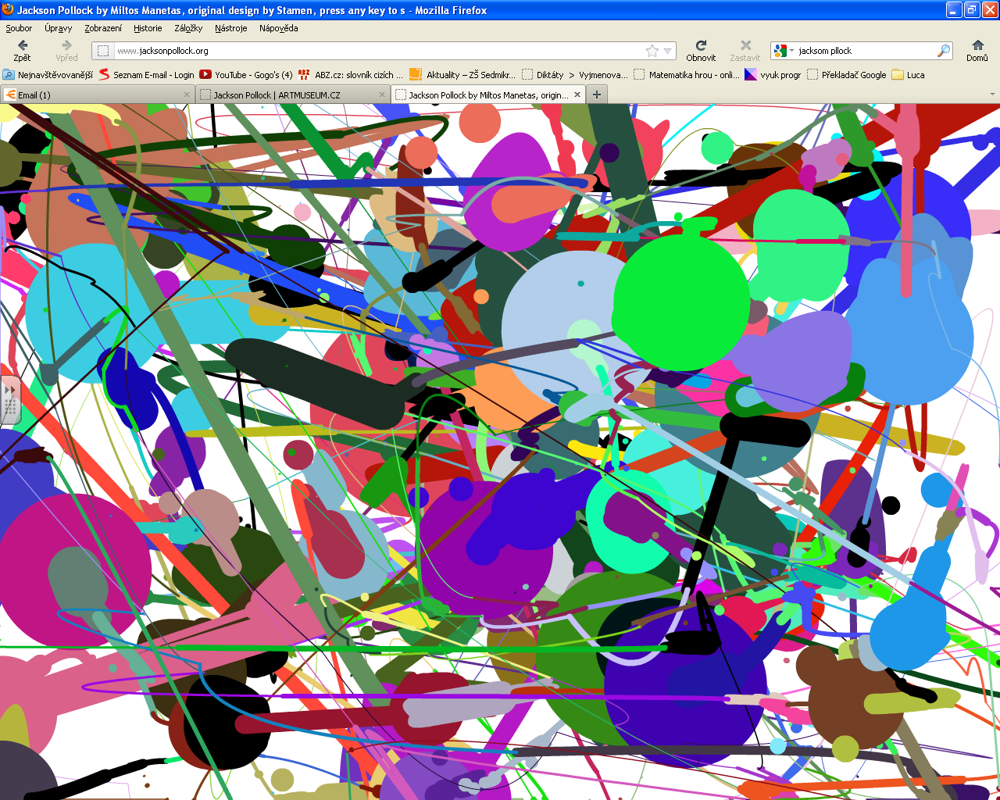 Jackson Pollock by Miltos Manetas, original design by Stamen, press any key to s - Mozilla Firefox
Soubor Úpravy Zobrazení Historie Záložky Nástroje Nápověda
Zpět Vpřed www.jacksonpollock.org Obnovit Zastavit jacksom pllock Domů
Nejnavštěvovanější Seznam E-mail - Login YouTube - Gogo's (4) ABZ.cz: slovník cizích ... Aktuality – ZŠ Sedmikr... Diktáty > Vyjmenova... Matematika hrou - onli... vyuk progr Překladač Google Luca
Email (1) Jackson Pollock | ARTMUSEUM.CZ Jackson Pollock by Miltos Manetas, origin...